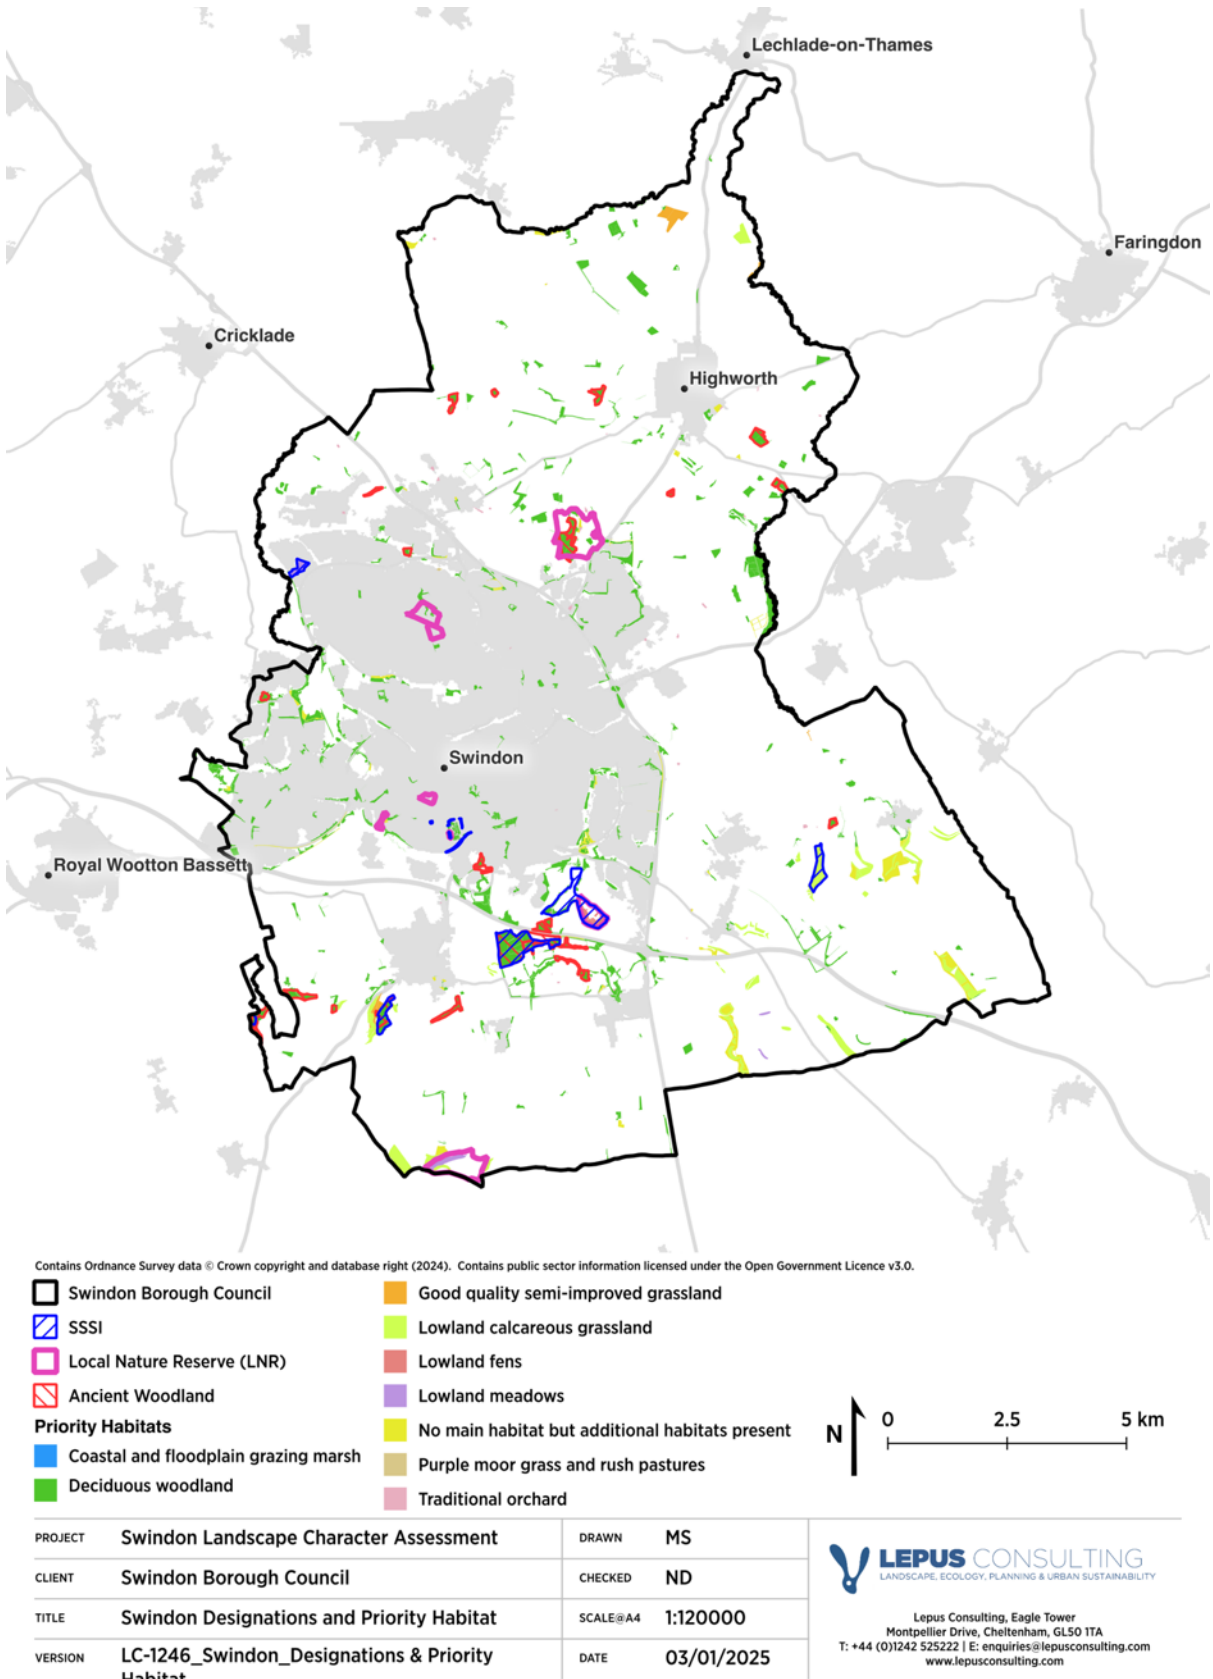 Lechlade-on-Thames
Faringdon
Cricklade
Highworth
Swindon
Royal Wootton Bassett
Contains Ordnance Survey data © Crown copyright and database right (2024). Contains public sector information licensed under the Open Government Licence v3.0.
Swindon Borough Council
SSSI
Local Nature Reserve (LNR)
Ancient Woodland
Priority Habitats
Coastal and floodplain grazing marsh
Deciduous woodland
Good quality semi-improved grassland
Lowland calcareous grassland
Lowland fens
Lowland meadows
No main habitat but additional habitats present
Purple moor grass and rush pastures
Traditional orchard
N
0 2.5 5 km
PROJECT Swindon Landscape Character Assessment
CLIENT Swindon Borough Council
TITLE Swindon Designations and Priority Habitat
VERSION LC-1246_Swindon_Designations & Priority
Habitat
DRAWN MS
CHECKED ND
SCALE@A4 1:120000
DATE 03/01/2025
LEPUS CONSULTING
LANDSCAPE, ECOLOGY, PLANNING & URBAN SUSTAINABILITY
Lepus Consulting, Eagle Tower
Montpellier Drive, Cheltenham, GL50 1TA
T: +44 (0)1242 525222 | E: enquiries@lepusconsulting.com
www.lepusconsulting.com